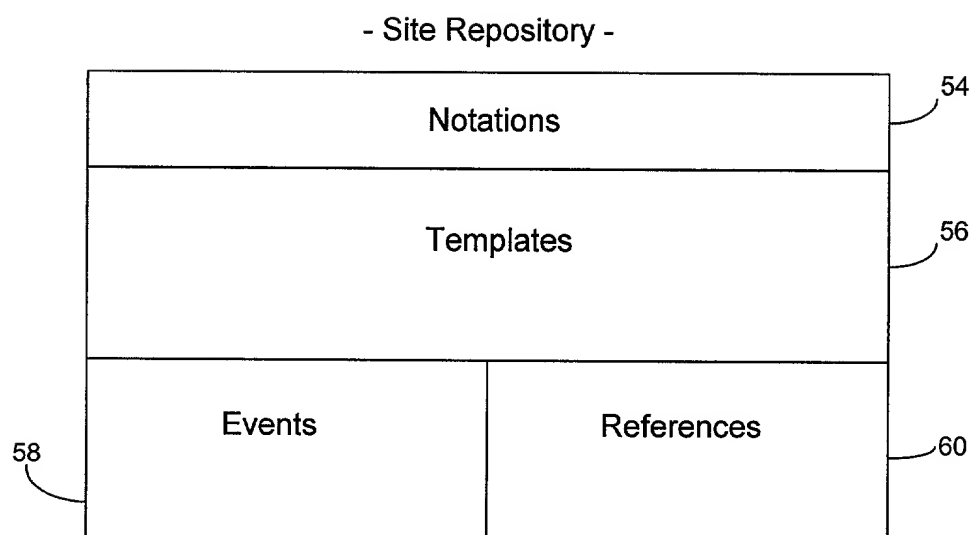 - Site Repository -
Notations
54
Templates
56
Events
References
58
60